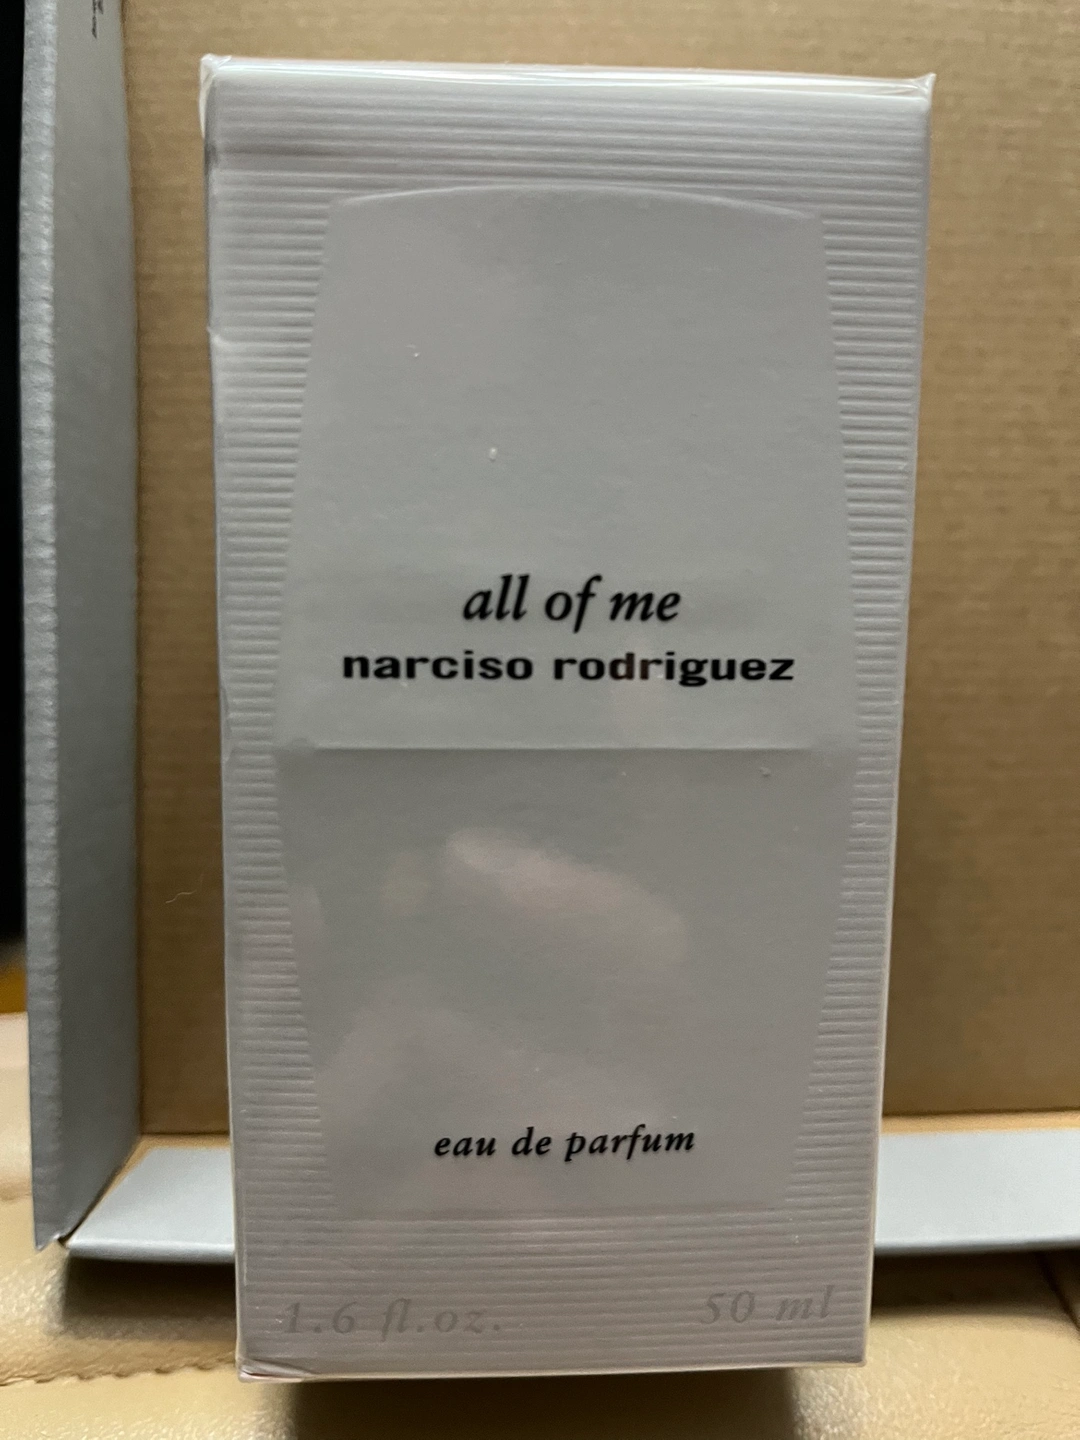 all of me
narciso rodriguez
eau de parfum
1.6 fl.oz. 50 ml